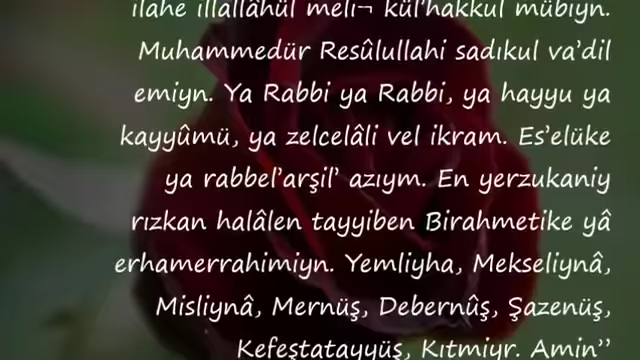 ilahe illallâhül meli¬ kül'hakkul mübiyn.
Muhammedür Resûlullahi sadıkul va'dil
emiyn. Ya Rabbi ya Rabbi, ya hayyu ya
kayyûmü, ya zelcelâli vel ikram. Es'elüke
ya rabbel'arşil' azıym. En yerzukaniy
rızkan halâlen tayyiben Birahmetike yâ
erhamerrahimiyn. Yemliyha, Mekseliynâ,
Misliynâ, Mernüş, Debernûş, Şazenüş,
Kefeştatayyüş, Kıtmiyr. Amin”